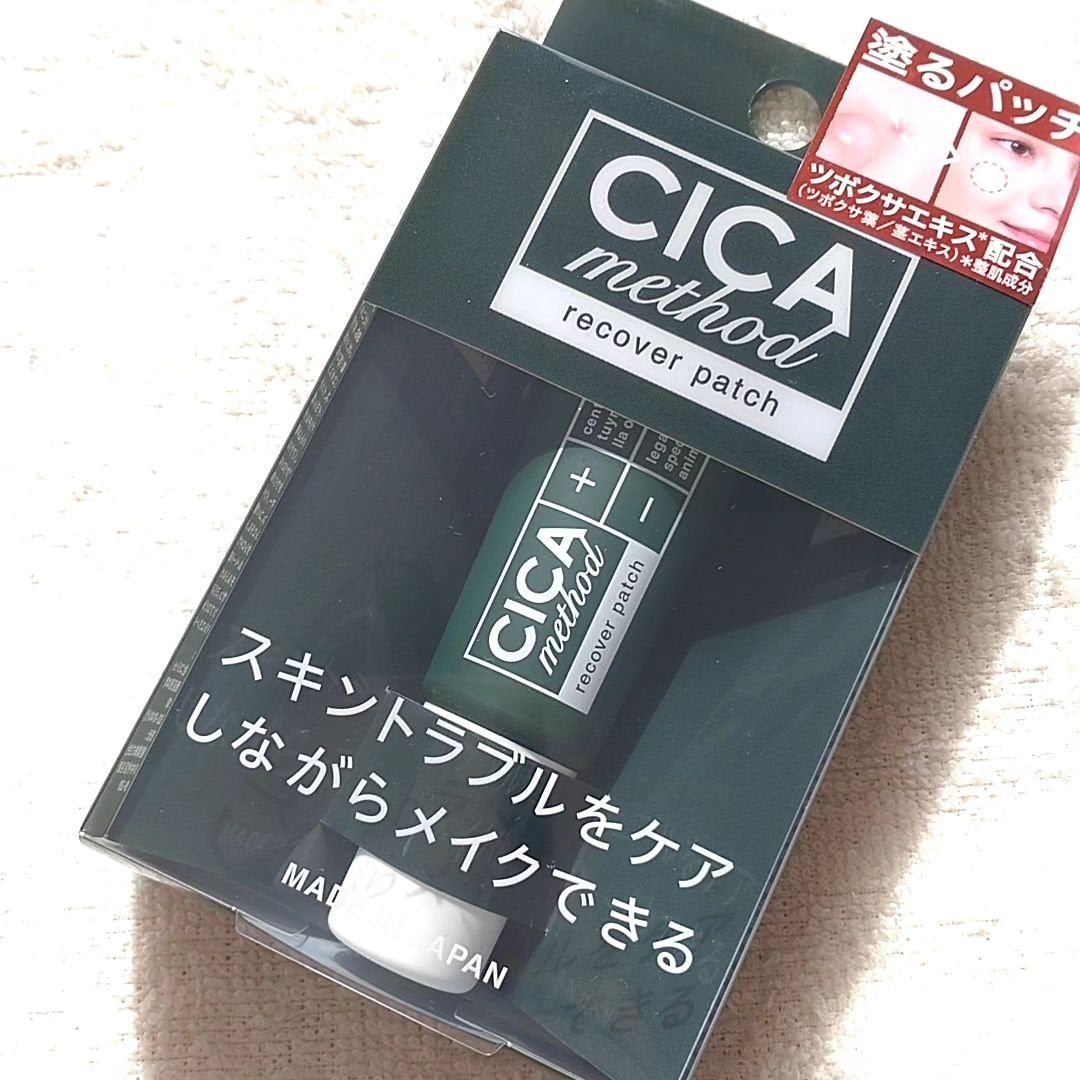 塗るパッチ
ツボクサエキス*配合
(ツボクサ葉/茎エキス)*整肌成分
CICA
method
recover patch
+
−
CICA
method
recover patch
スキントラブルをケア
しながらメイクできる
MADE IN JAPAN